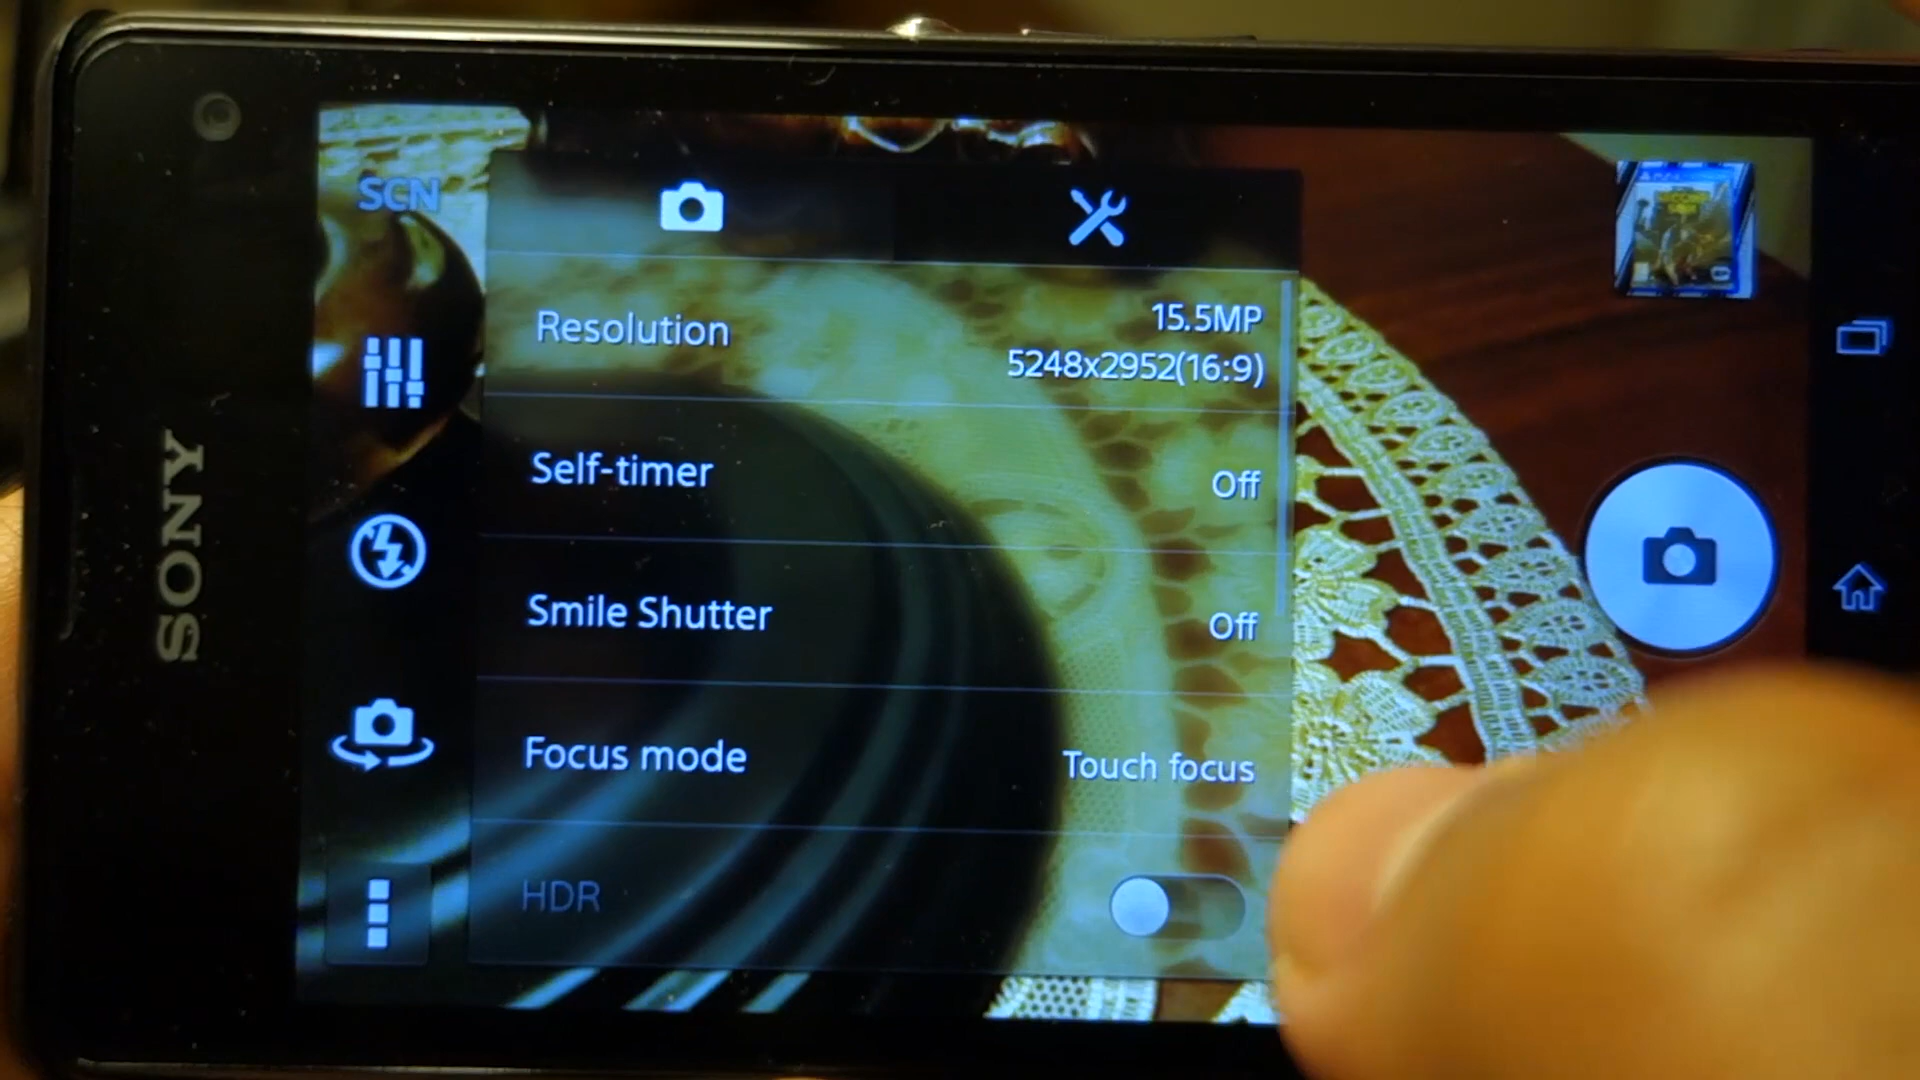 SONY
SCN
Resolution
15.5MP
5248x2952(16:9)
Self-timer
Off
Smile Shutter
Off
Focus mode
Touch focus
HDR